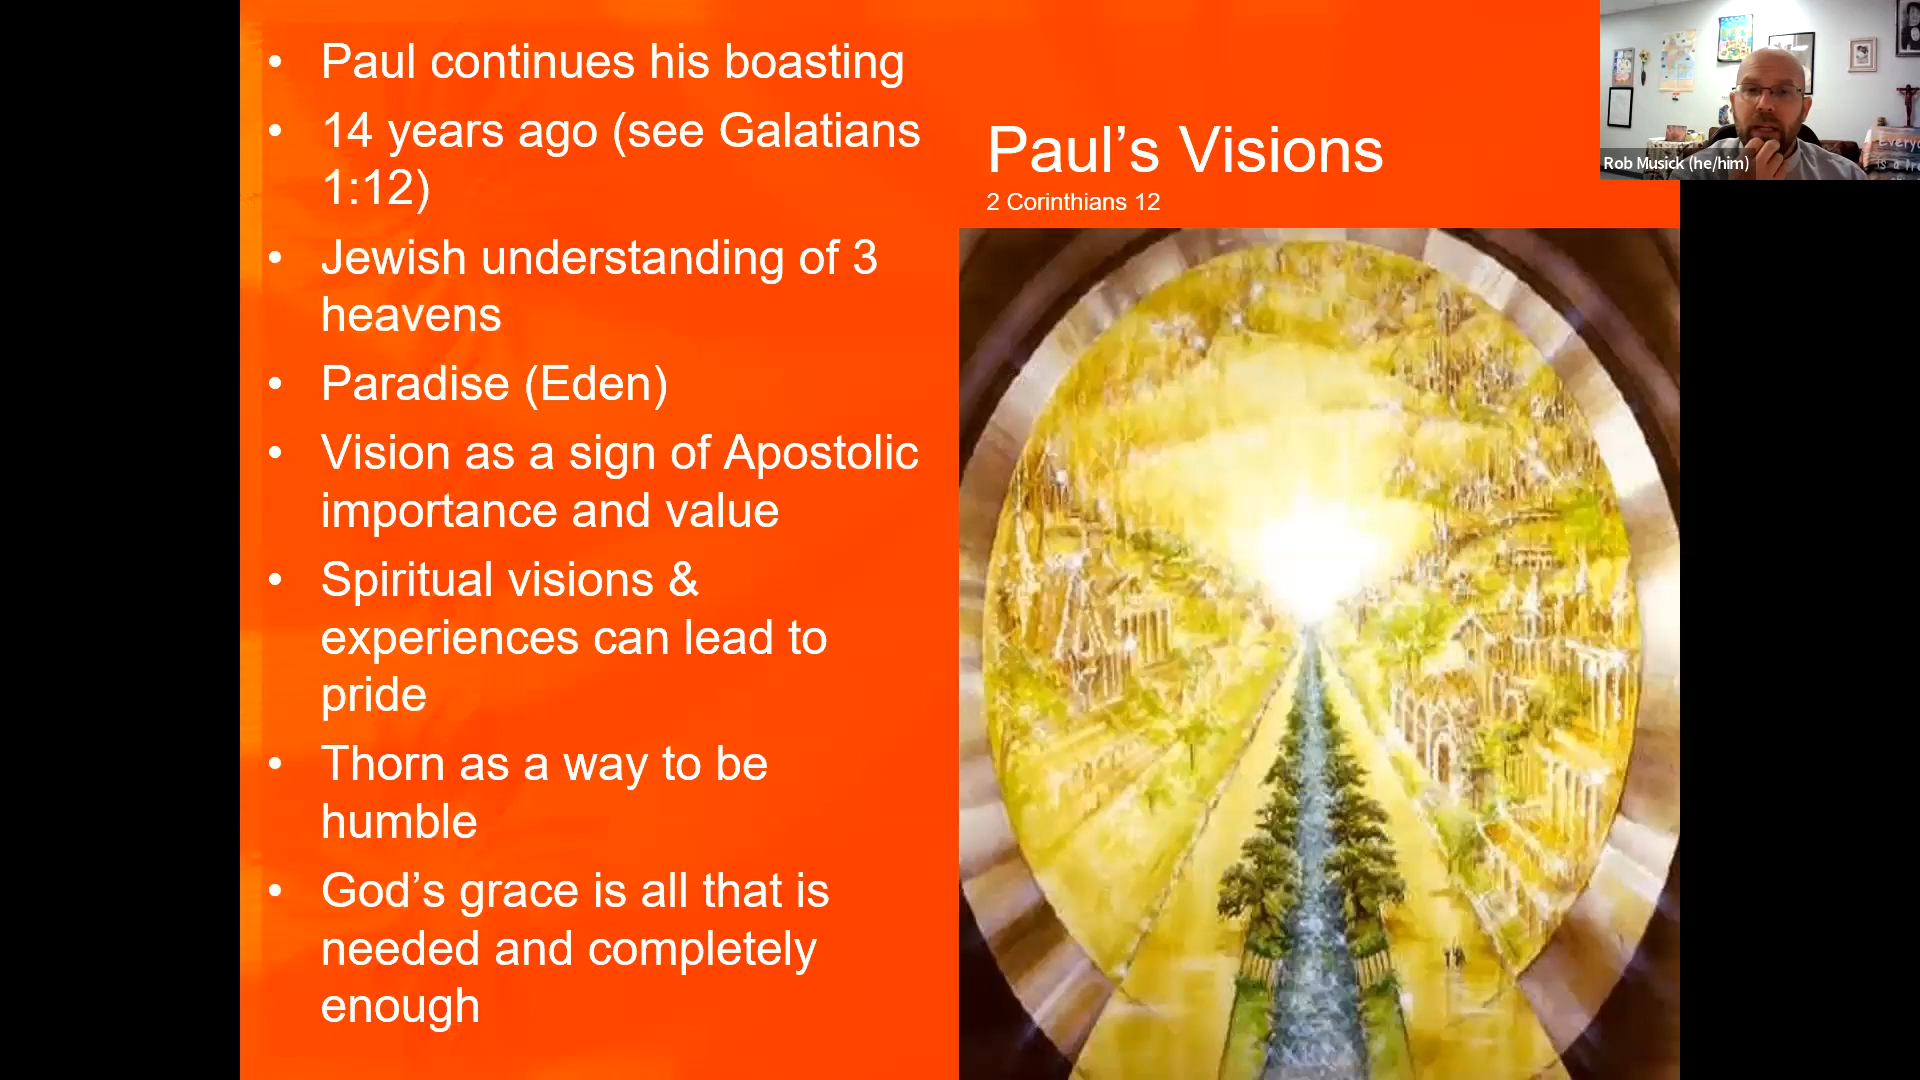 • Paul continues his boasting
• 14 years ago (see Galatians
1:12)
• Jewish understanding of 3
heavens
• Paradise (Eden)
• Vision as a sign of Apostolic
importance and value
• Spiritual visions &
experiences can lead to
pride
• Thorn as a way to be
humble
• God’s grace is all that is
needed and completely
enough
Paul’s Visions
2 Corinthians 12
Rob Musick (he/him)
is a